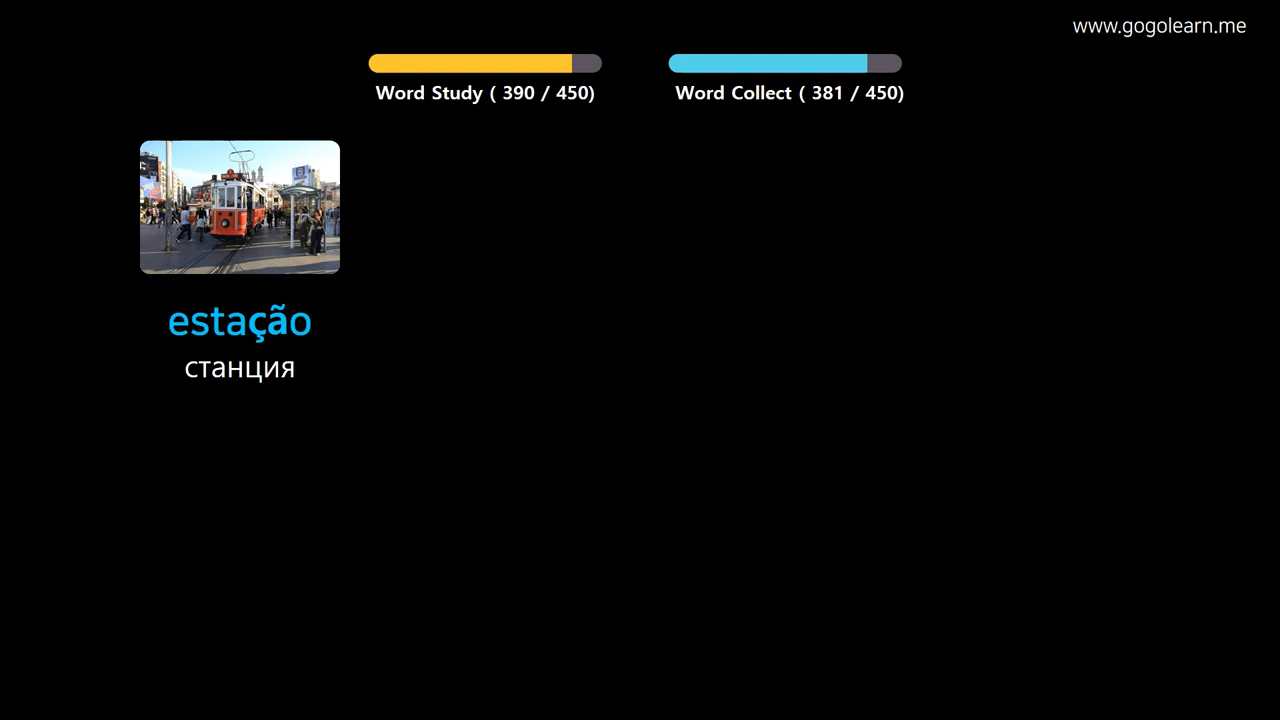 www.gogolearn.me
Word Study ( 390 / 450)
Word Collect ( 381 / 450)
estação
станция